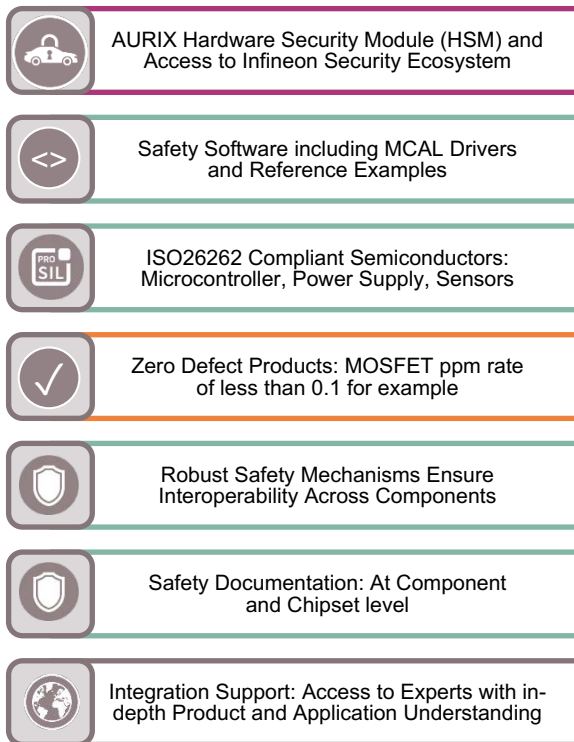 AURIX Hardware Security Module (HSM) and
Access to Infineon Security Ecosystem
<>
Safety Software including MCAL Drivers
and Reference Examples
PRO
SIL
ISO26262 Compliant Semiconductors:
Microcontroller, Power Supply, Sensors
Zero Defect Products: MOSFET ppm rate
of less than 0.1 for example
Robust Safety Mechanisms Ensure
Interoperability Across Components
Safety Documentation: At Component
and Chipset level
Integration Support: Access to Experts with in-
depth Product and Application Understanding